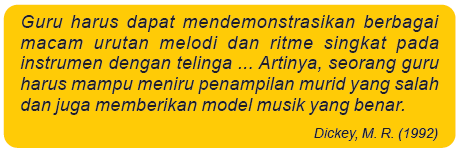 Guru harus dapat mendemonstrasikan berbagai
macam urutan melodi dan ritme singkat pada
instrumen dengan telinga ... Artinya, seorang guru
harus mampu meniru penampilan murid yang salah
dan juga memberikan model musik yang benar.
Dickey, M. R. (1992)